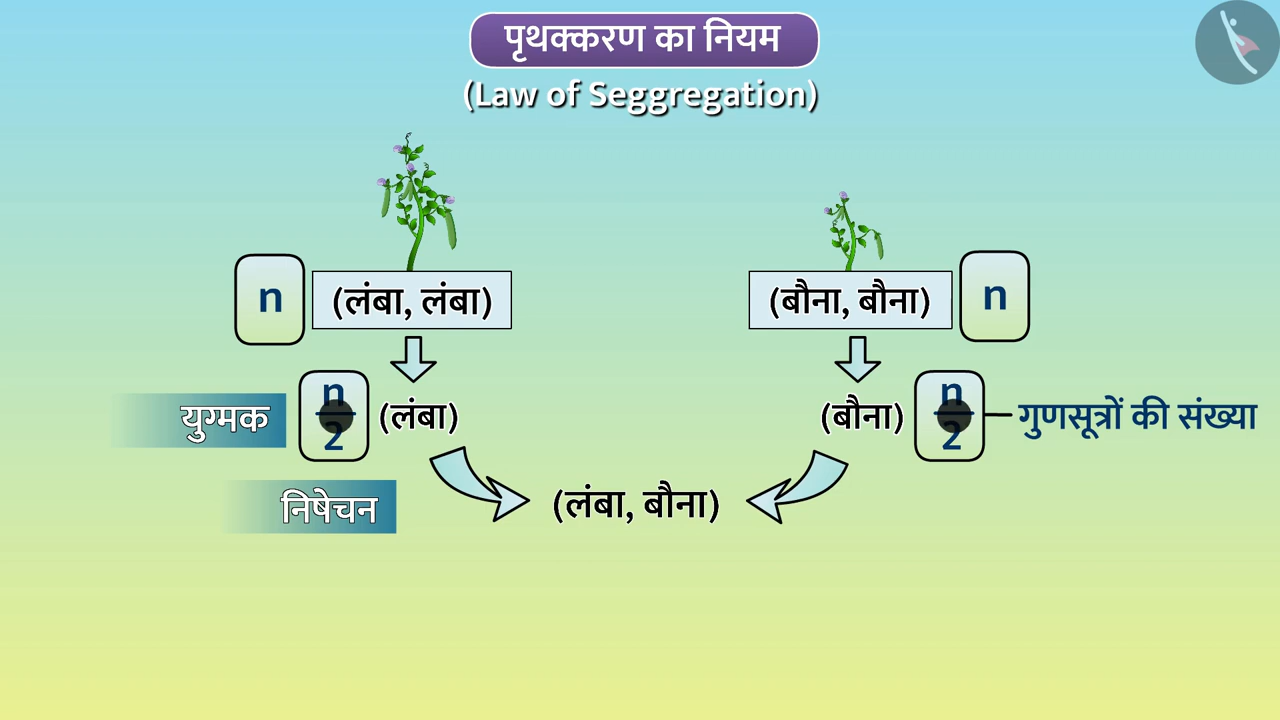 पृथक्करण का नियम
(Law of Seggregation)
n (लंबा, लंबा) (बौना, बौना) n
युग्मक n/2 (लंबा) (बौना) n/2 गुणसूत्रों की संख्या
निषेचन (लंबा, बौना)